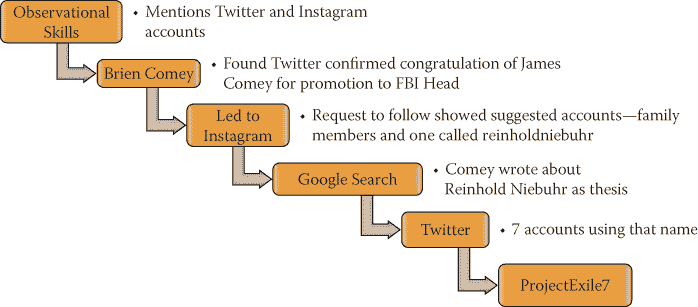 Observational
Skills
• Mentions Twitter and Instagram
accounts
Brien Comey
• Found Twitter confirmed congratulation of James
Comey for promotion to FBI Head
Led to
Instagram
• Request to follow showed suggested accounts—family
members and one called reinholdniebuhr
Google Search
• Comey wrote about
Reinhold Niebuhr as thesis
Twitter
• 7 accounts using that name
ProjectExile7